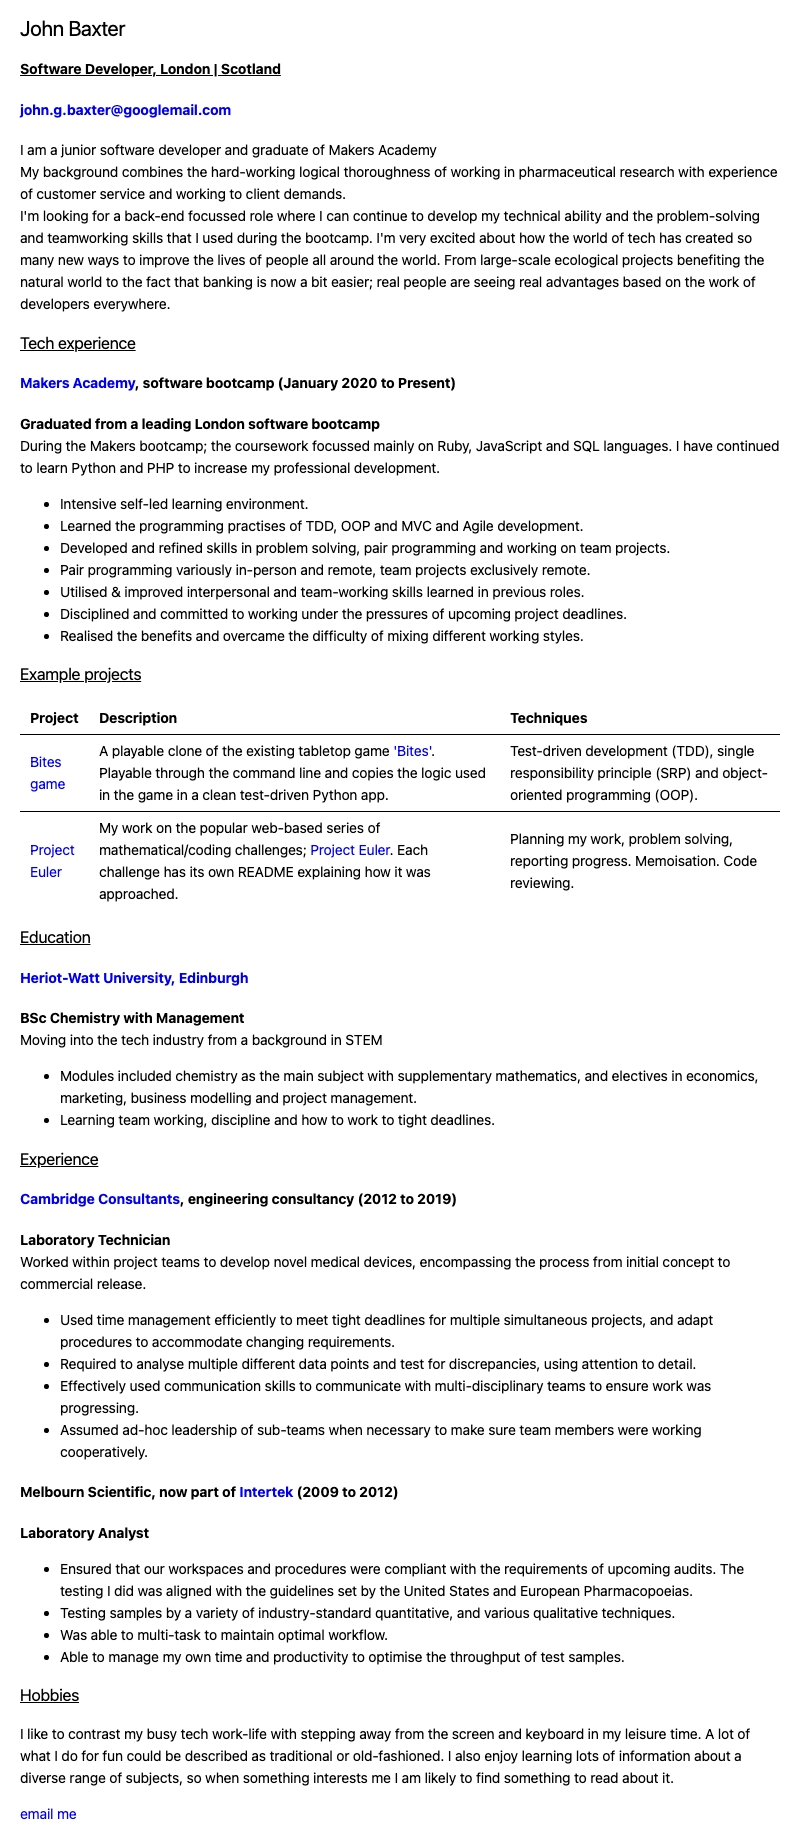 John Baxter
Software Developer, London | Scotland
john.g.baxter@googlemail.com
I am a junior software developer and graduate of Makers Academy
My background combines the hard-working logical thoroughness of working in pharmaceutical research with experience
of customer service and working to client demands.
I'm looking for a back-end focussed role where I can continue to develop my technical ability and the problem-solving
and teamworking skills that I used during the bootcamp. I'm very excited about how the world of tech has created so
many new ways to improve the lives of people all around the world. From large-scale ecological projects benefiting the
natural world to the fact that banking is now a bit easier; real people are seeing real advantages based on the work of
developers everywhere.
Tech experience
Makers Academy, software bootcamp (January 2020 to Present)
Graduated from a leading London software bootcamp
During the Makers bootcamp; the coursework focussed mainly on Ruby, JavaScript and SQL languages. I have continued
to learn Python and PHP to increase my professional development.
• Intensive self-led learning environment.
• Learned the programming practises of TDD, OOP and MVC and Agile development.
• Developed and refined skills in problem solving, pair programming and working on team projects.
• Pair programming variously in-person and remote, team projects exclusively remote.
• Utilised & improved interpersonal and team-working skills learned in previous roles.
• Disciplined and committed to working under the pressures of upcoming project deadlines.
• Realised the benefits and overcame the difficulty of mixing different working styles.
Example projects
Project Description Techniques
Bites
game
A playable clone of the existing tabletop game 'Bites'.
Playable through the command line and copies the logic used
in the game in a clean test-driven Python app.
Test-driven development (TDD), single
responsibility principle (SRP) and object-
oriented programming (OOP).
Project
Euler
My work on the popular web-based series of
mathematical/coding challenges; Project Euler. Each
challenge has its own README explaining how it was
approached.
Planning my work, problem solving,
reporting progress. Memoisation. Code
reviewing.
Education
Heriot-Watt University, Edinburgh
BSc Chemistry with Management
Moving into the tech industry from a background in STEM
• Modules included chemistry as the main subject with supplementary mathematics, and electives in economics,
marketing, business modelling and project management.
• Learning team working, discipline and how to work to tight deadlines.
Experience
Cambridge Consultants, engineering consultancy (2012 to 2019)
Laboratory Technician
Worked within project teams to develop novel medical devices, encompassing the process from initial concept to
commercial release.
• Used time management efficiently to meet tight deadlines for multiple simultaneous projects, and adapt
procedures to accommodate changing requirements.
• Required to analyse multiple different data points and test for discrepancies, using attention to detail.
• Effectively used communication skills to communicate with multi-disciplinary teams to ensure work was
progressing.
• Assumed ad-hoc leadership of sub-teams when necessary to make sure team members were working
cooperatively.
Melbourn Scientific, now part of Intertek (2009 to 2012)
Laboratory Analyst
• Ensured that our workspaces and procedures were compliant with the requirements of upcoming audits. The
testing I did was aligned with the guidelines set by the United States and European Pharmacopoeias.
• Testing samples by a variety of industry-standard quantitative, and various qualitative techniques.
• Was able to multi-task to maintain optimal workflow.
• Able to manage my own time and productivity to optimise the throughput of test samples.
Hobbies
I like to contrast my busy tech work-life with stepping away from the screen and keyboard in my leisure time. A lot of
what I do for fun could be described as traditional or old-fashioned. I also enjoy learning lots of information about a
diverse range of subjects, so when something interests me I am likely to find something to read about it.
email me